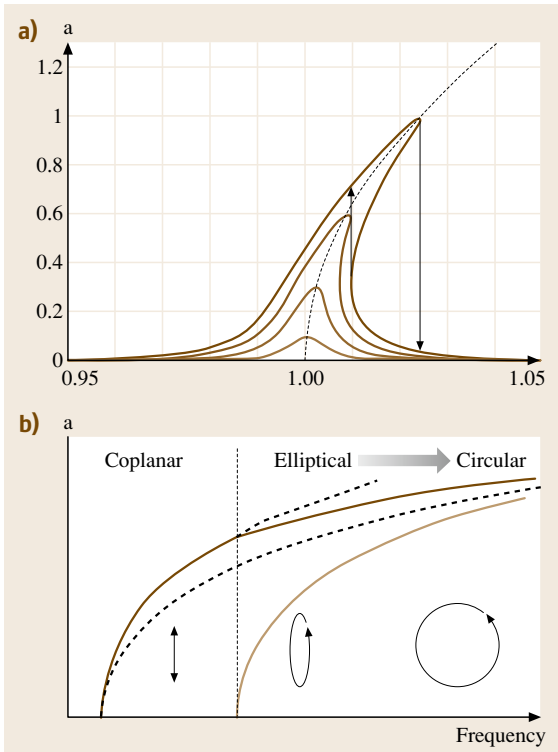 a)
a
1.2
1
0.8
0.6
0.4
0.2
0
0.95 1.00 1.05
b)
a
Coplanar Elliptical Circular
Frequency